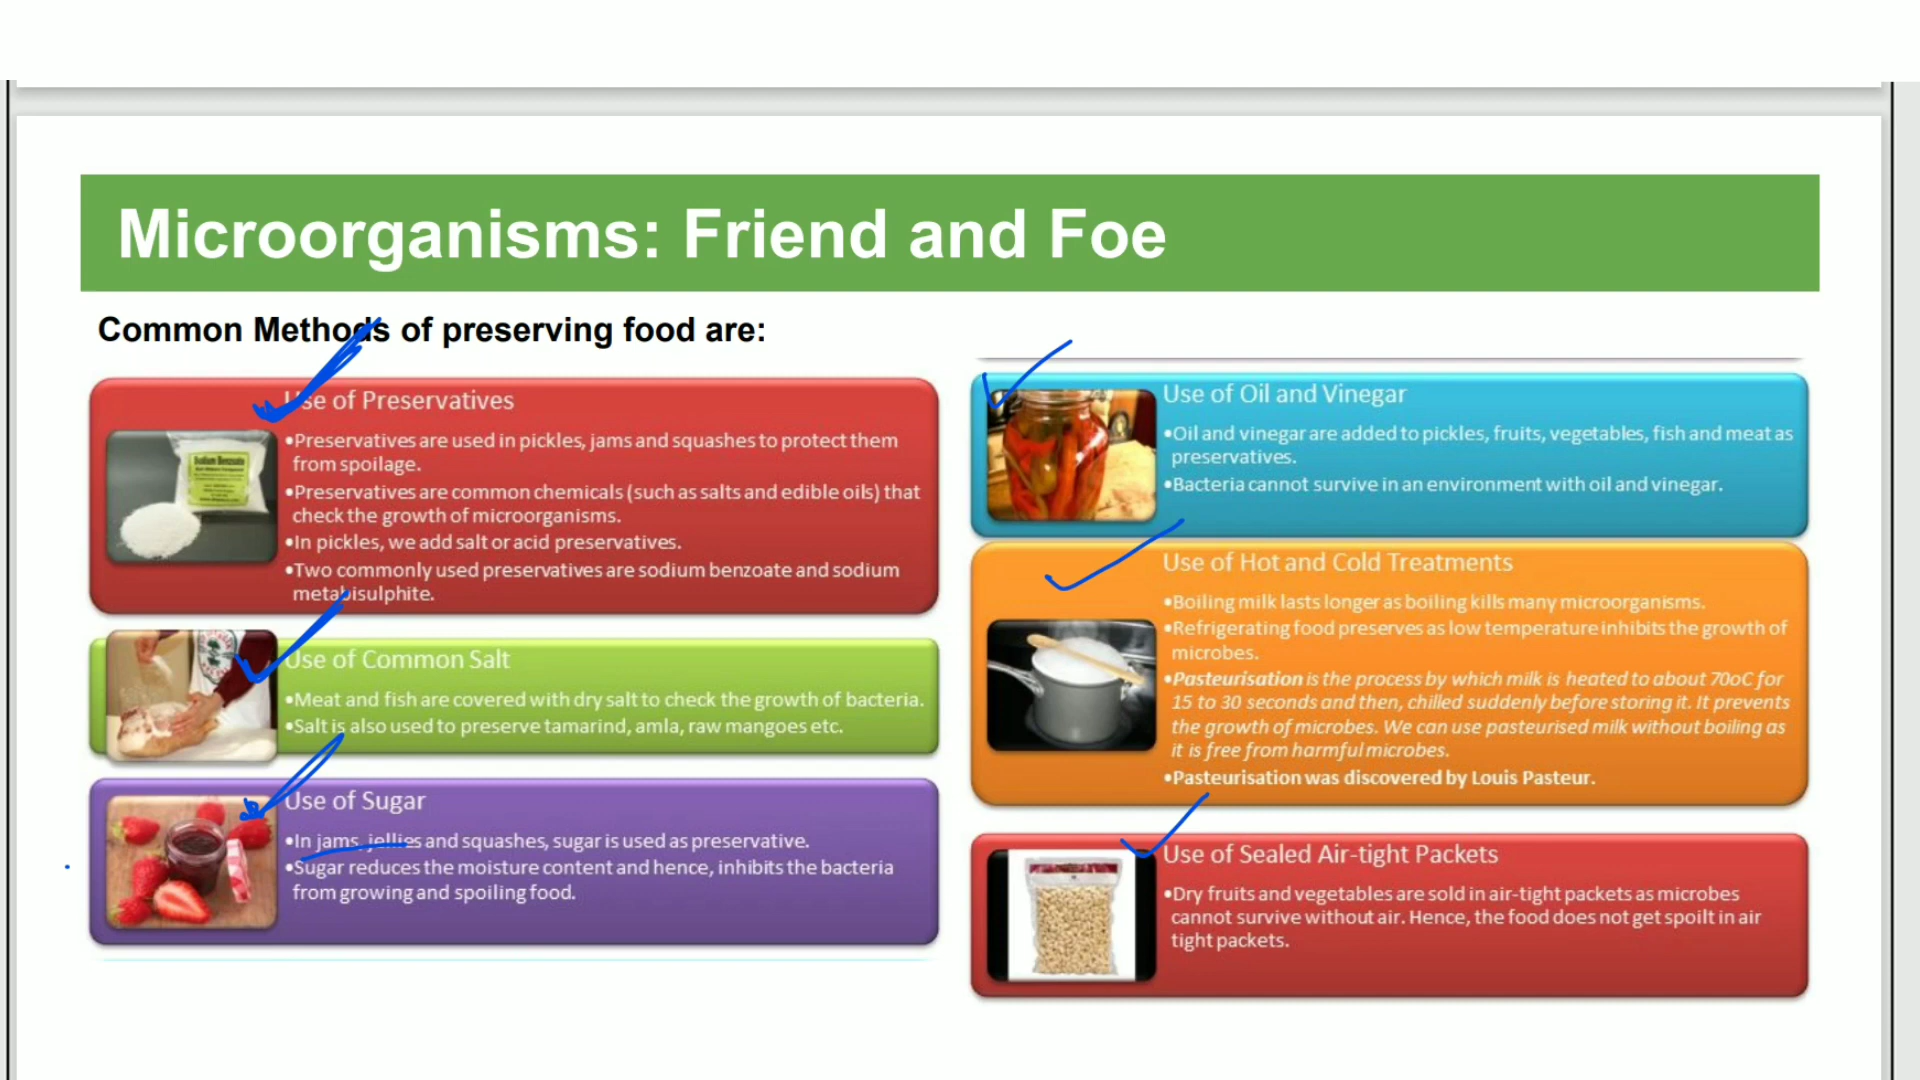 Microorganisms: Friend and Foe
Common Methods of preserving food are:
Use of Preservatives
•Preservatives are used in pickles, jams and squashes to protect them
from spoilage.
•Preservatives are common chemicals (such as salts and edible oils) that
check the growth of microorganisms.
•In pickles, we add salt or acid preservatives.
•Two commonly used preservatives are sodium benzoate and sodium
metabisulphite.
Sodium Benzoate
Use of Common Salt
•Meat and fish are covered with dry salt to check the growth of bacteria.
•Salt is also used to preserve tamarind, amla, raw mangoes etc.
Use of Sugar
•In jams, jellies and squashes, sugar is used as preservative.
•Sugar reduces the moisture content and hence, inhibits the bacteria
from growing and spoiling food.
Use of Oil and Vinegar
•Oil and vinegar are added to pickles, fruits, vegetables, fish and meat as
preservatives.
•Bacteria cannot survive in an environment with oil and vinegar.
Use of Hot and Cold Treatments
•Boiling milk lasts longer as boiling kills many microorganisms.
•Refrigerating food preserves as low temperature inhibits the growth of
microbes.
•Pasteurisation is the process by which milk is heated to about 70oC for
15 to 30 seconds and then, chilled suddenly before storing it. It prevents
the growth of microbes. We can use pasteurised milk without boiling as
it is free from harmful microbes.
•Pasteurisation was discovered by Louis Pasteur.
Use of Sealed Air-tight Packets
•Dry fruits and vegetables are sold in air-tight packets as microbes
cannot survive without air. Hence, the food does not get spoilt in air
tight packets.